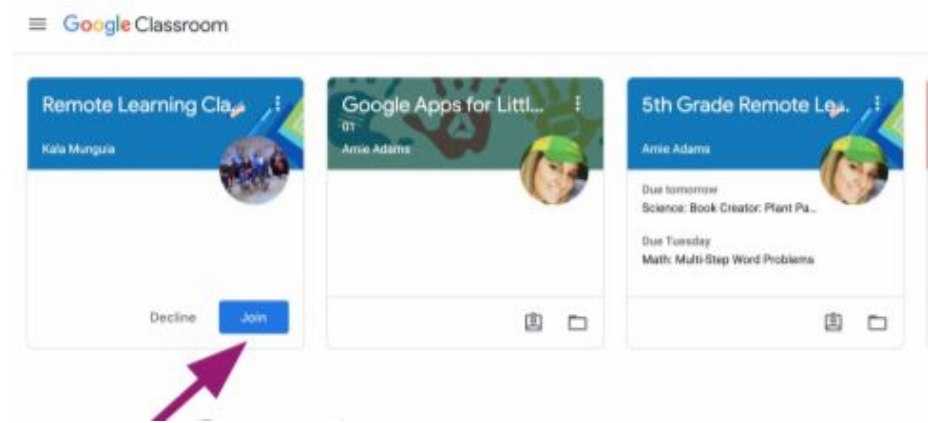 Google Classroom
Remote Learning Cla...
Kala Munguia
Decline
Join
Google Apps for Littl...
01
Amie Adams
5th Grade Remote Le...
Amie Adams
Due tomorrow
Science: Book Creator: Plant Pa...
Due Tuesday
Math: Multi-Step Word Problems